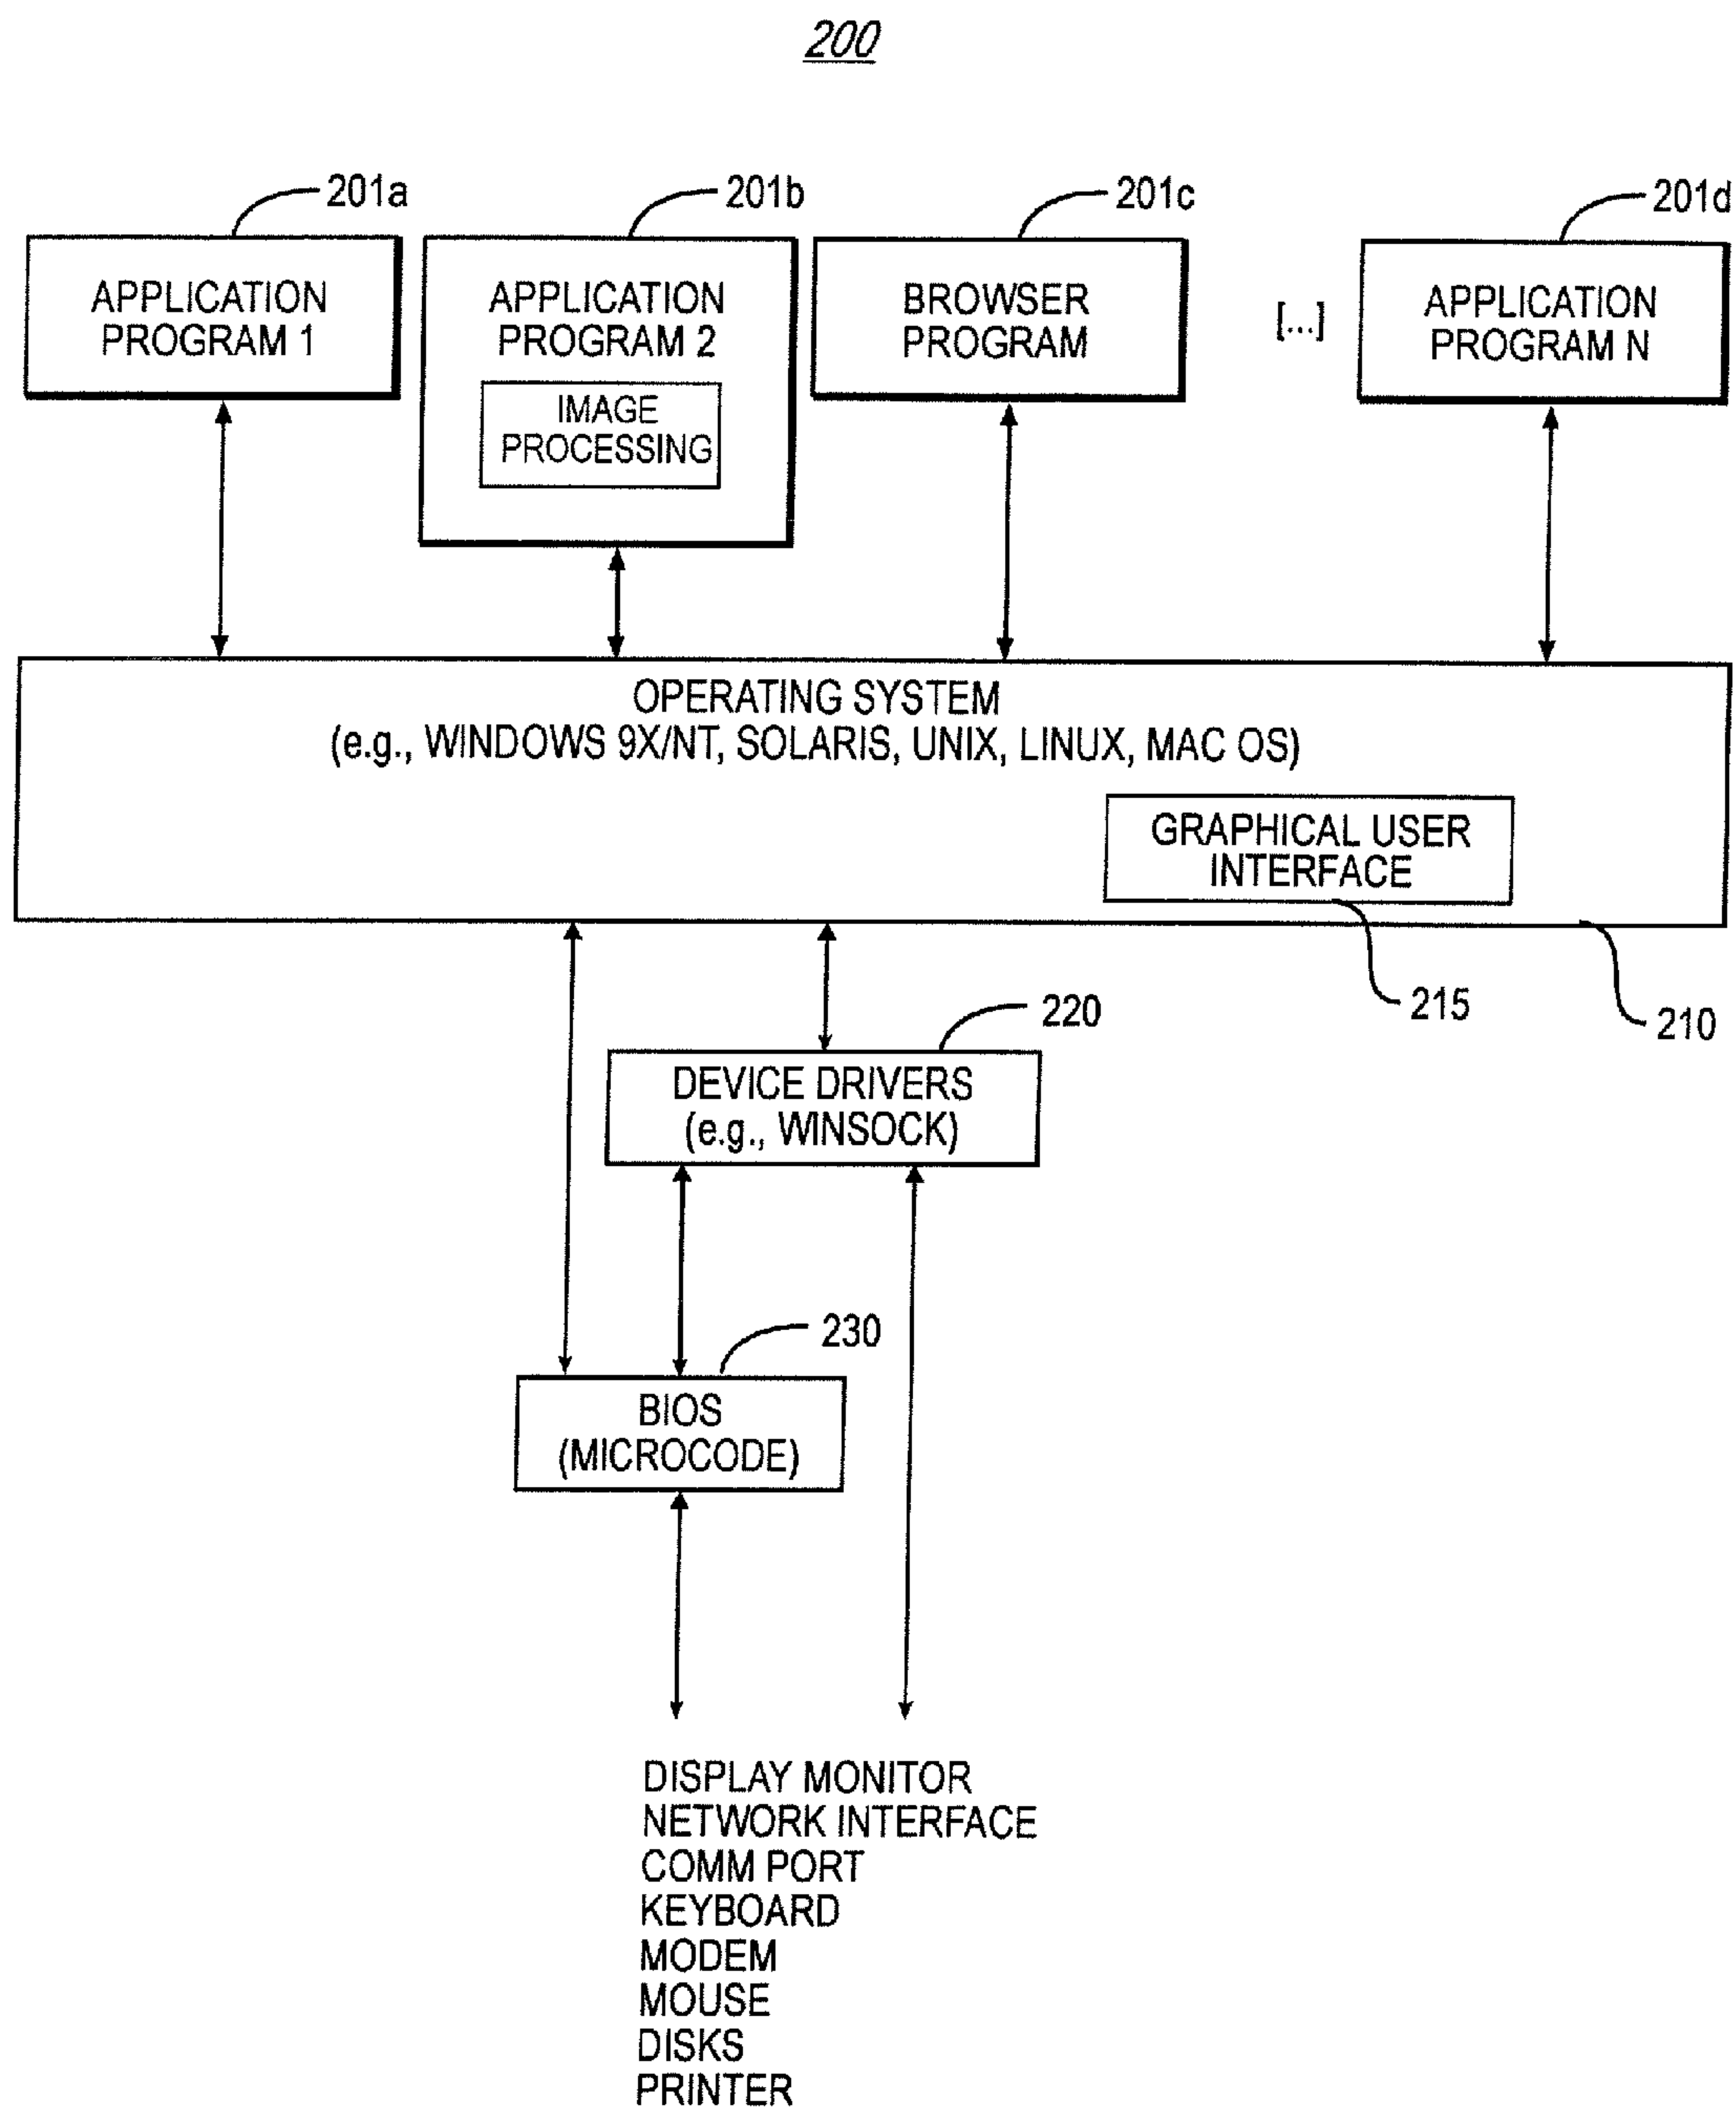 200
201a
201b
201c
201d
APPLICATION
PROGRAM 1
APPLICATION
PROGRAM 2
IMAGE
PROCESSING
BROWSER
PROGRAM
[...]
APPLICATION
PROGRAM N
OPERATING SYSTEM
(e.g., WINDOWS 9X/NT, SOLARIS, UNIX, LINUX, MAC OS)
GRAPHICAL USER
INTERFACE
215
210
220
DEVICE DRIVERS
(e.g., WINSOCK)
230
BIOS
(MICROCODE)
DISPLAY MONITOR
NETWORK INTERFACE
COMM PORT
KEYBOARD
MODEM
MOUSE
DISKS
PRINTER